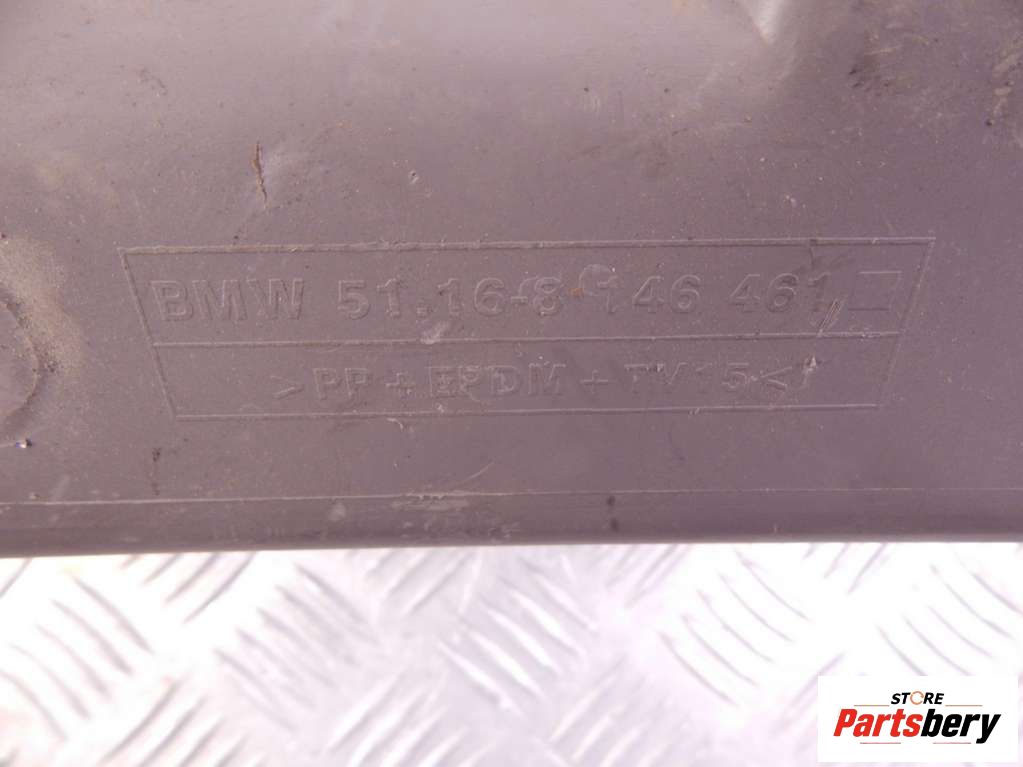 BMW 51.16-8 146 461
>PP+EPDM+TV15<
STORE
Partsbery